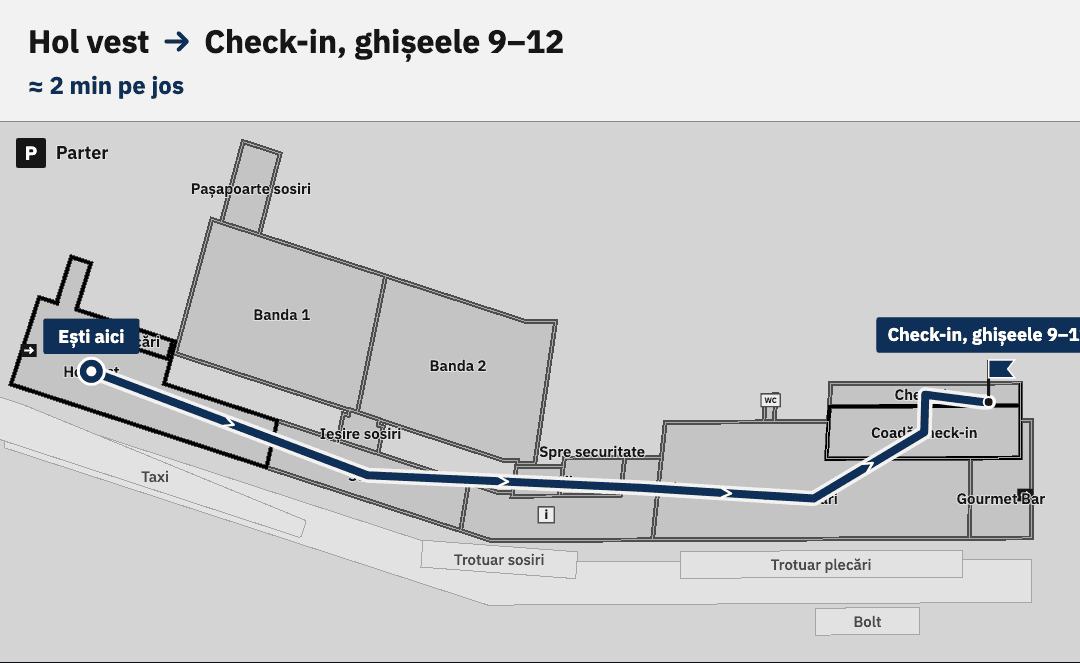 Hol vest → Check-in, ghișeele 9–12
≈ 2 min pe jos
P Parter
Pașapoarte sosiri
Banda 1
Ești aici
Check-in, ghișeele 9–1
Banda 2
wc
Ieșire sosiri
Spre securitate
Taxi
Gourmet Bar
i
Trotuar sosiri
Trotuar plecări
Bolt